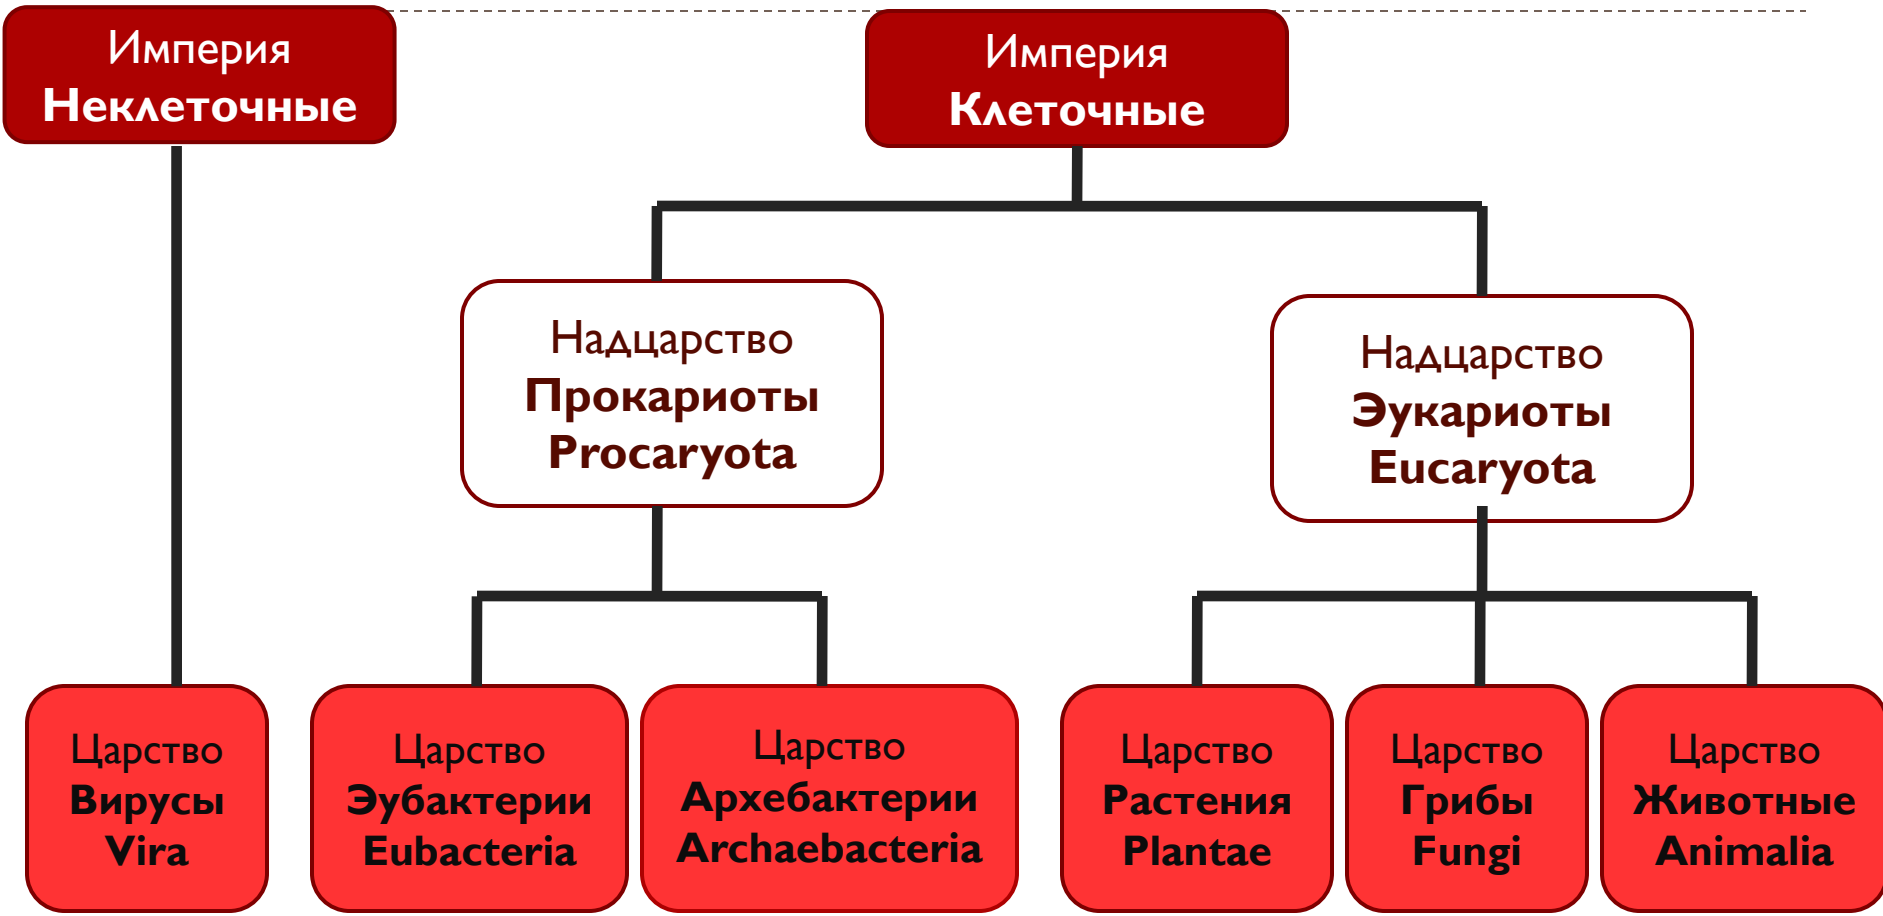 Империя
Неклеточные
Империя
Клеточные
Надцарство
Прокариоты
Procaryota
Надцарство
Эукариоты
Eucaryota
Царство
Вирусы
Vira
Царство
Эубактерии
Eubacteria
Царство
Архебактерии
Archaebacteria
Царство
Растения
Plantae
Царство
Грибы
Fungi
Царство
Животные
Animalia